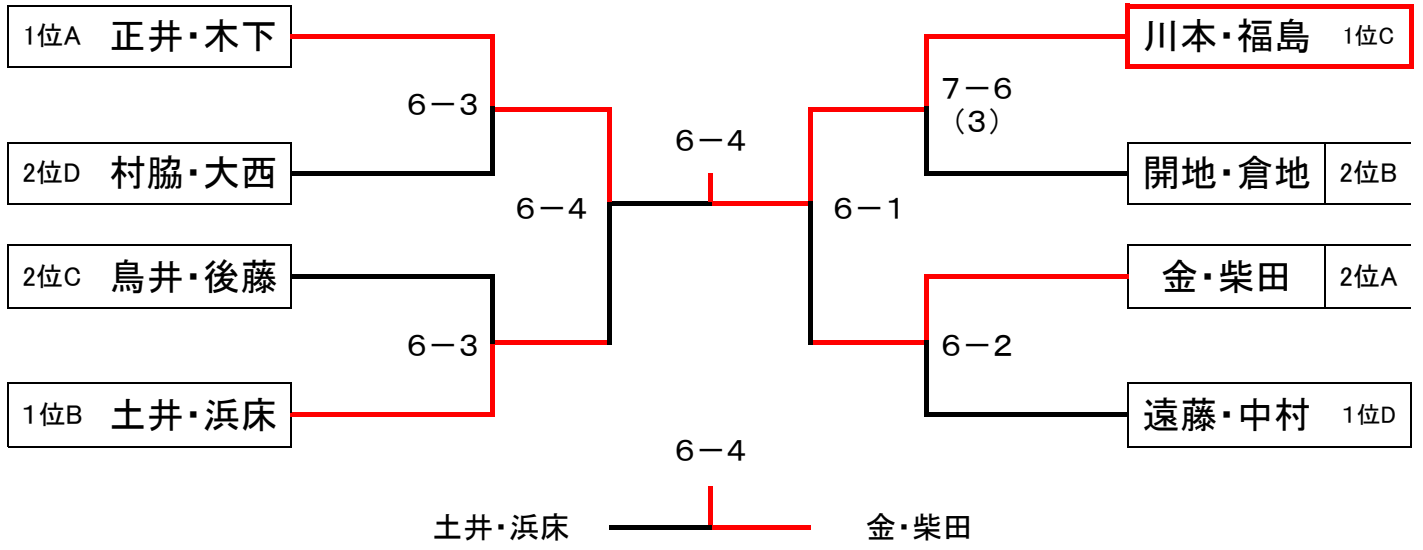 1位A 正井・木下
川本・福島 1位C
6－3
7－6
（3）
6－4
2位D 村脇・大西
開地・倉地 2位B
6－4
6－1
2位C 鳥井・後藤
金・柴田 2位A
6－3
6－2
1位B 土井・浜床
遠藤・中村 1位D
6－4
土井・浜床
金・柴田